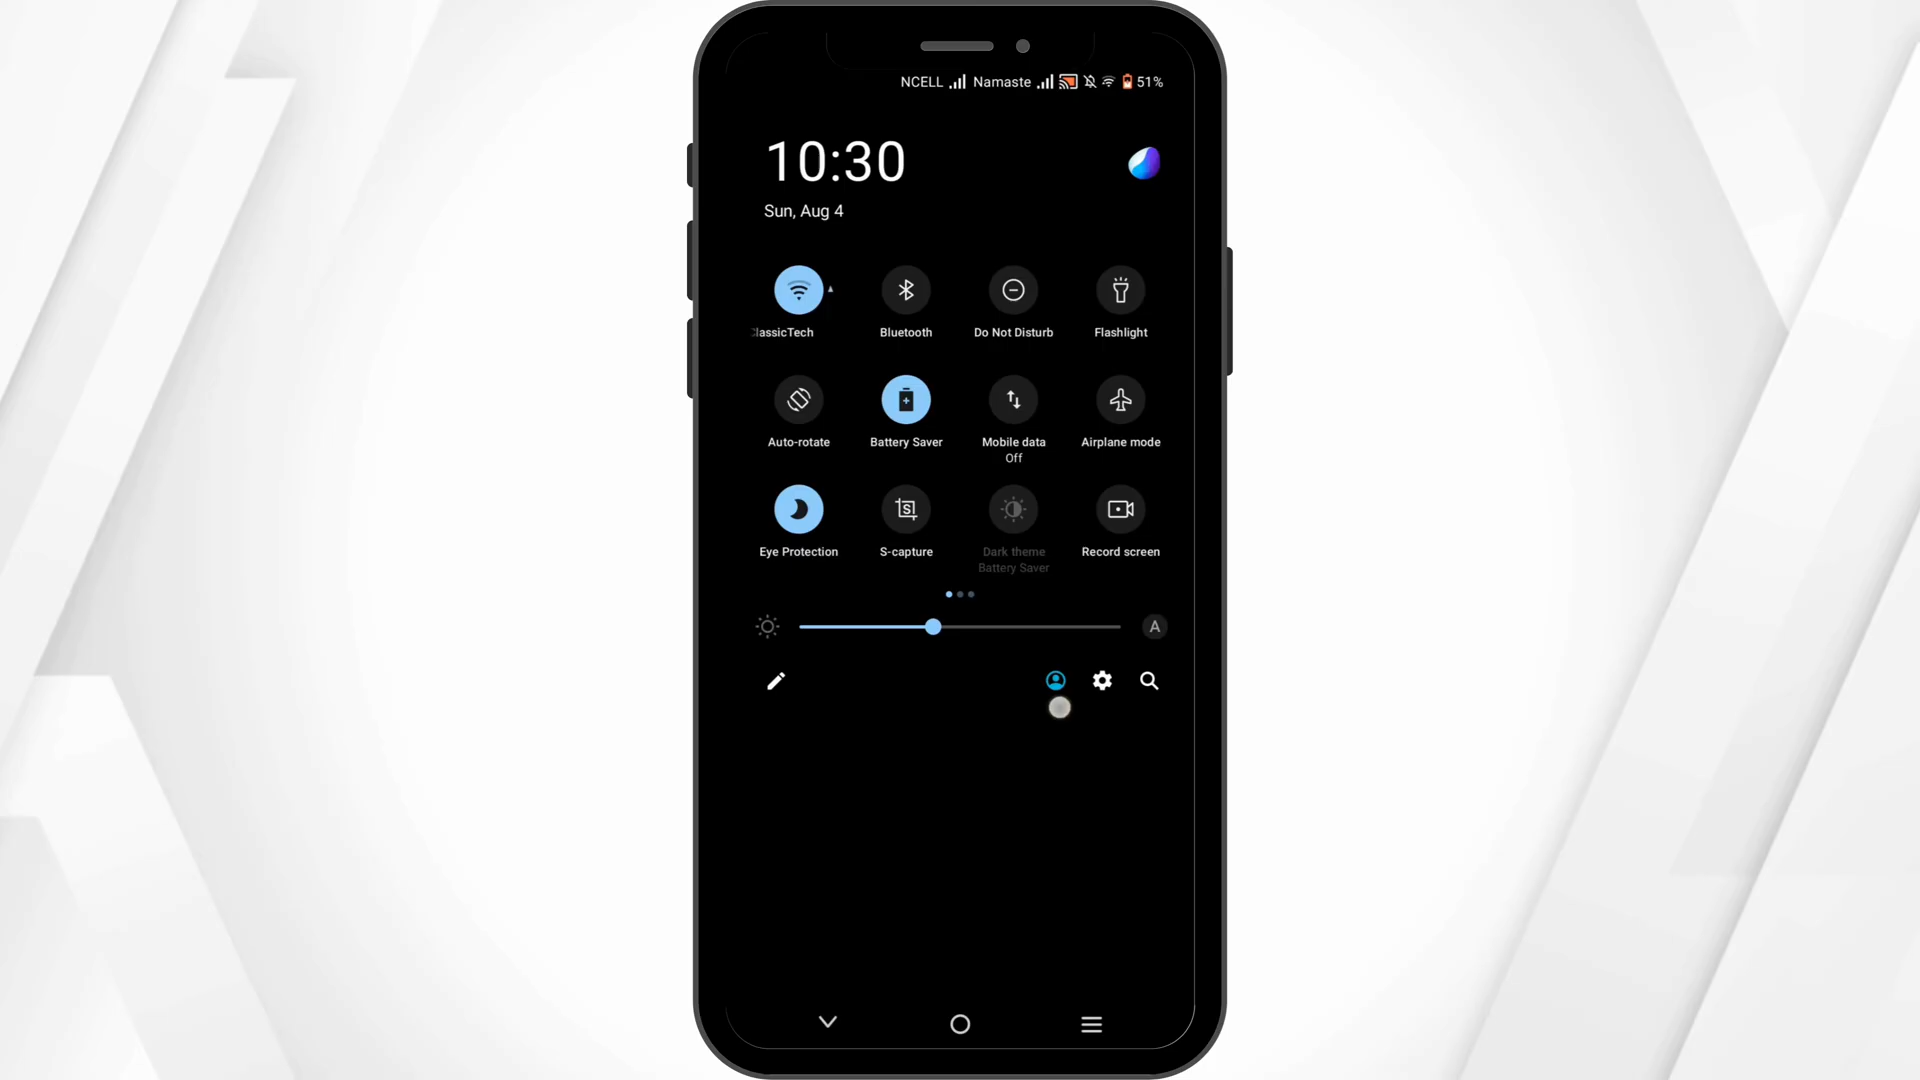 NCELL Namaste 51%
10:30
Sun, Aug 4
lassicTech Bluetooth Do Not Disturb Flashlight
Auto-rotate Battery Saver Mobile data Airplane mode
Off
Eye Protection S-capture Dark theme Record screen
Battery Saver
A